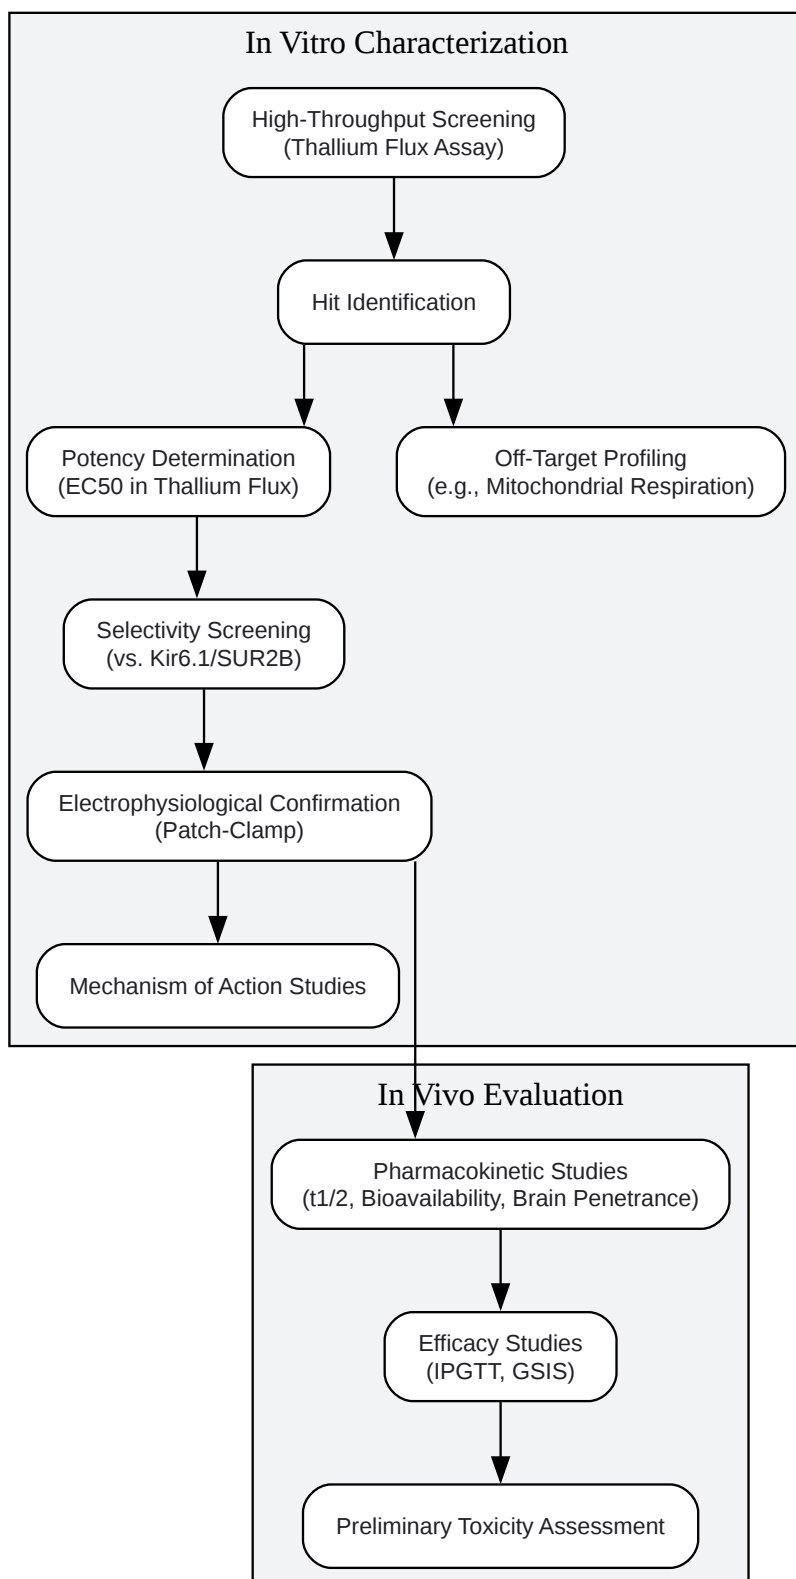 In Vitro Characterization
High-Throughput Screening
(Thallium Flux Assay)
Hit Identification
Potency Determination
(EC50 in Thallium Flux)
Off-Target Profiling
(e.g., Mitochondrial Respiration)
Selectivity Screening
(vs. Kir6.1/SUR2B)
Electrophysiological Confirmation
(Patch-Clamp)
Mechanism of Action Studies
In Vivo Evaluation
Pharmacokinetic Studies
(t1/2, Bioavailability, Brain Penetrance)
Efficacy Studies
(IPGTT, GSIS)
Preliminary Toxicity Assessment